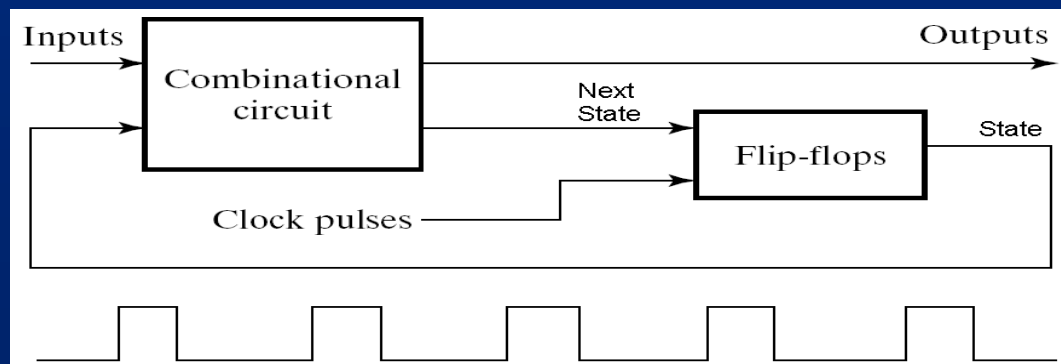 Inputs
Outputs
Combinational
circuit
Next
State
State
Flip-flops
Clock pulses